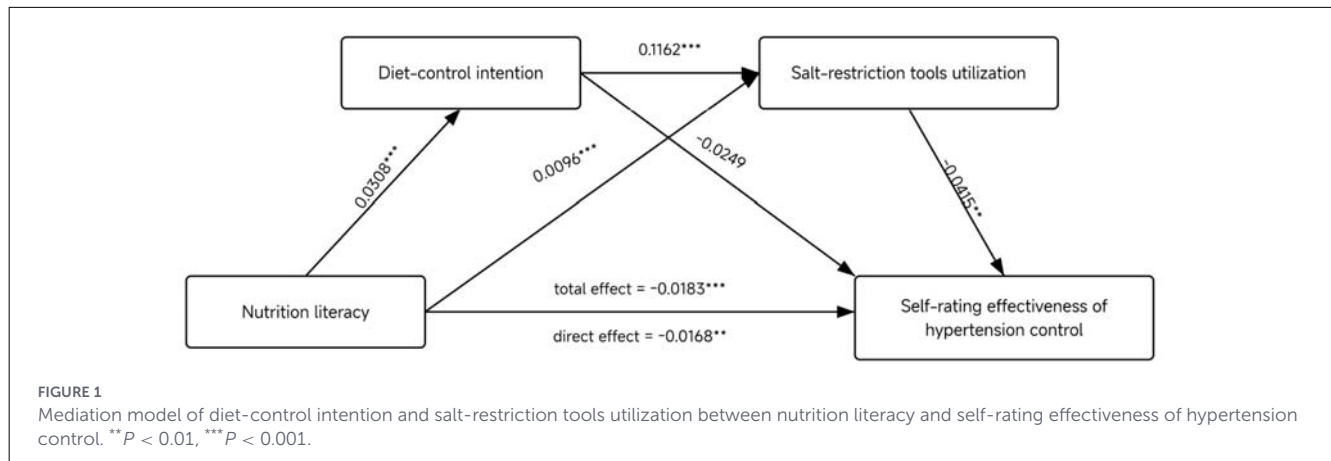 0.1162***
Diet-control intention
Salt-restriction tools utilization
0.0308***
0.0096***
-0.0249
-0.0415**
Nutrition literacy
total effect = -0.0183***
direct effect = -0.0168**
Self-rating effectiveness of
hypertension control
FIGURE 1
Mediation model of diet-control intention and salt-restriction tools utilization between nutrition literacy and self-rating effectiveness of hypertension
control. **P < 0.01, ***P < 0.001.